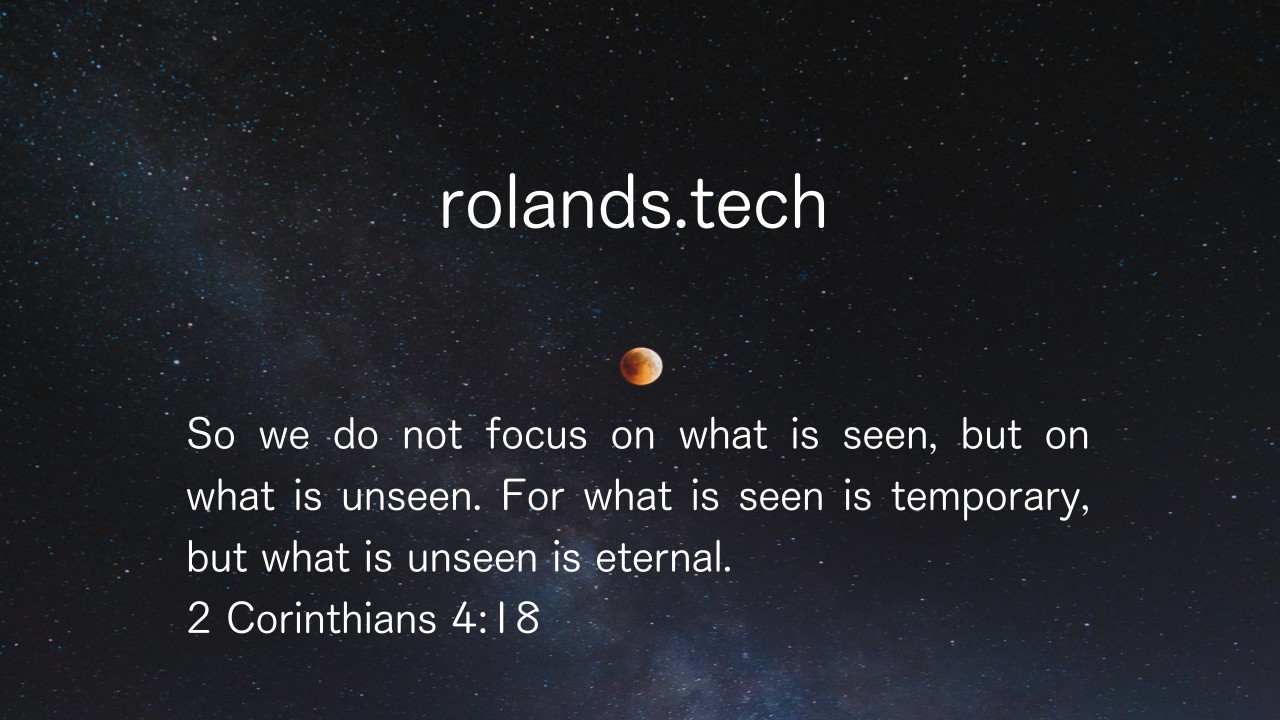 rolands.tech
So we do not focus on what is seen, but on
what is unseen. For what is seen is temporary,
but what is unseen is eternal.
2 Corinthians 4:18